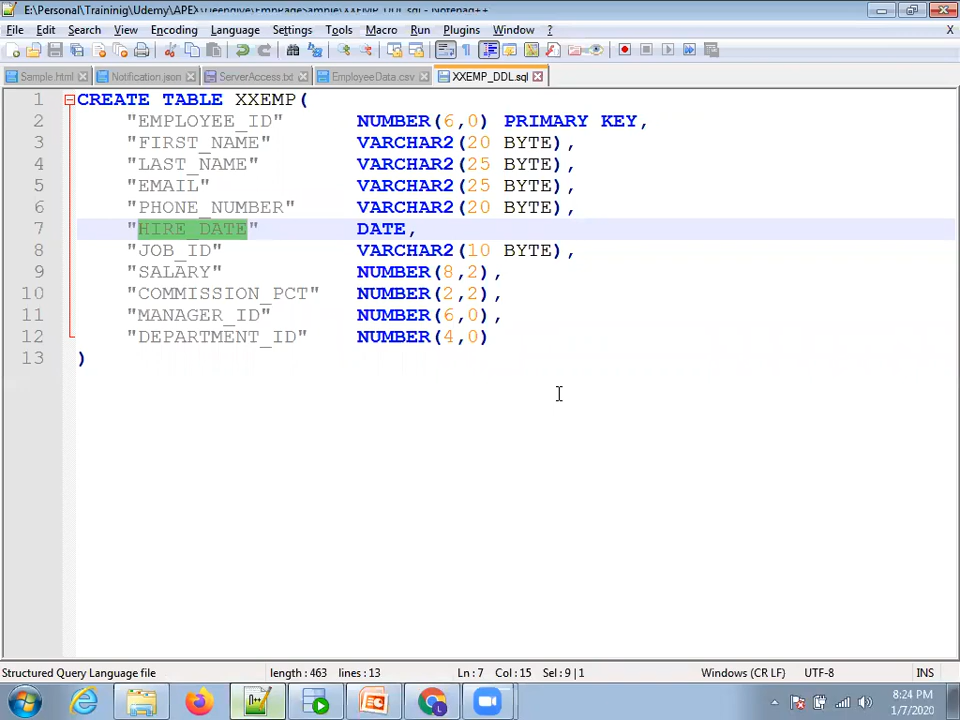 E:\Personal\Traininig\Udemy\APEX
File Edit Search View Encoding Language Settings Tools Macro Run Plugins Window ? X
Sample Html Notification.json ServerAccess.txt EmployeeData.csv XXEMP_DDL.sql
1 CREATE TABLE XXEMP(
2 "EMPLOYEE_ID" NUMBER(6,0) PRIMARY KEY,
3 "FIRST_NAME" VARCHAR2(20 BYTE),
4 "LAST_NAME" VARCHAR2(25 BYTE),
5 "EMAIL" VARCHAR2(25 BYTE),
6 "PHONE_NUMBER" VARCHAR2(20 BYTE),
7 "HIRE_DATE" DATE,
8 "JOB_ID" VARCHAR2(10 BYTE),
9 "SALARY" NUMBER(8,2),
10 "COMMISSION_PCT" NUMBER(2,2),
11 "MANAGER_ID" NUMBER(6,0),
12 "DEPARTMENT_ID" NUMBER(4,0)
13 )
Structured Query Language file length : 463 lines : 13 Ln : 7 Col : 15 Sel : 9 | 1 Windows (CR LF) UTF-8 INS
8:24 PM
1/7/2020